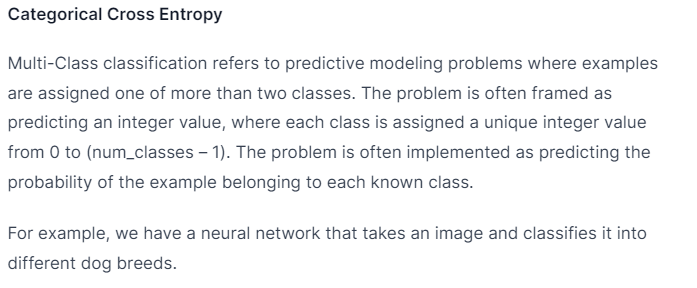 Categorical Cross Entropy
Multi-Class classification refers to predictive modeling problems where examples
are assigned one of more than two classes. The problem is often framed as
predicting an integer value, where each class is assigned a unique integer value
from 0 to (num_classes – 1). The problem is often implemented as predicting the
probability of the example belonging to each known class.
For example, we have a neural network that takes an image and classifies it into
different dog breeds.